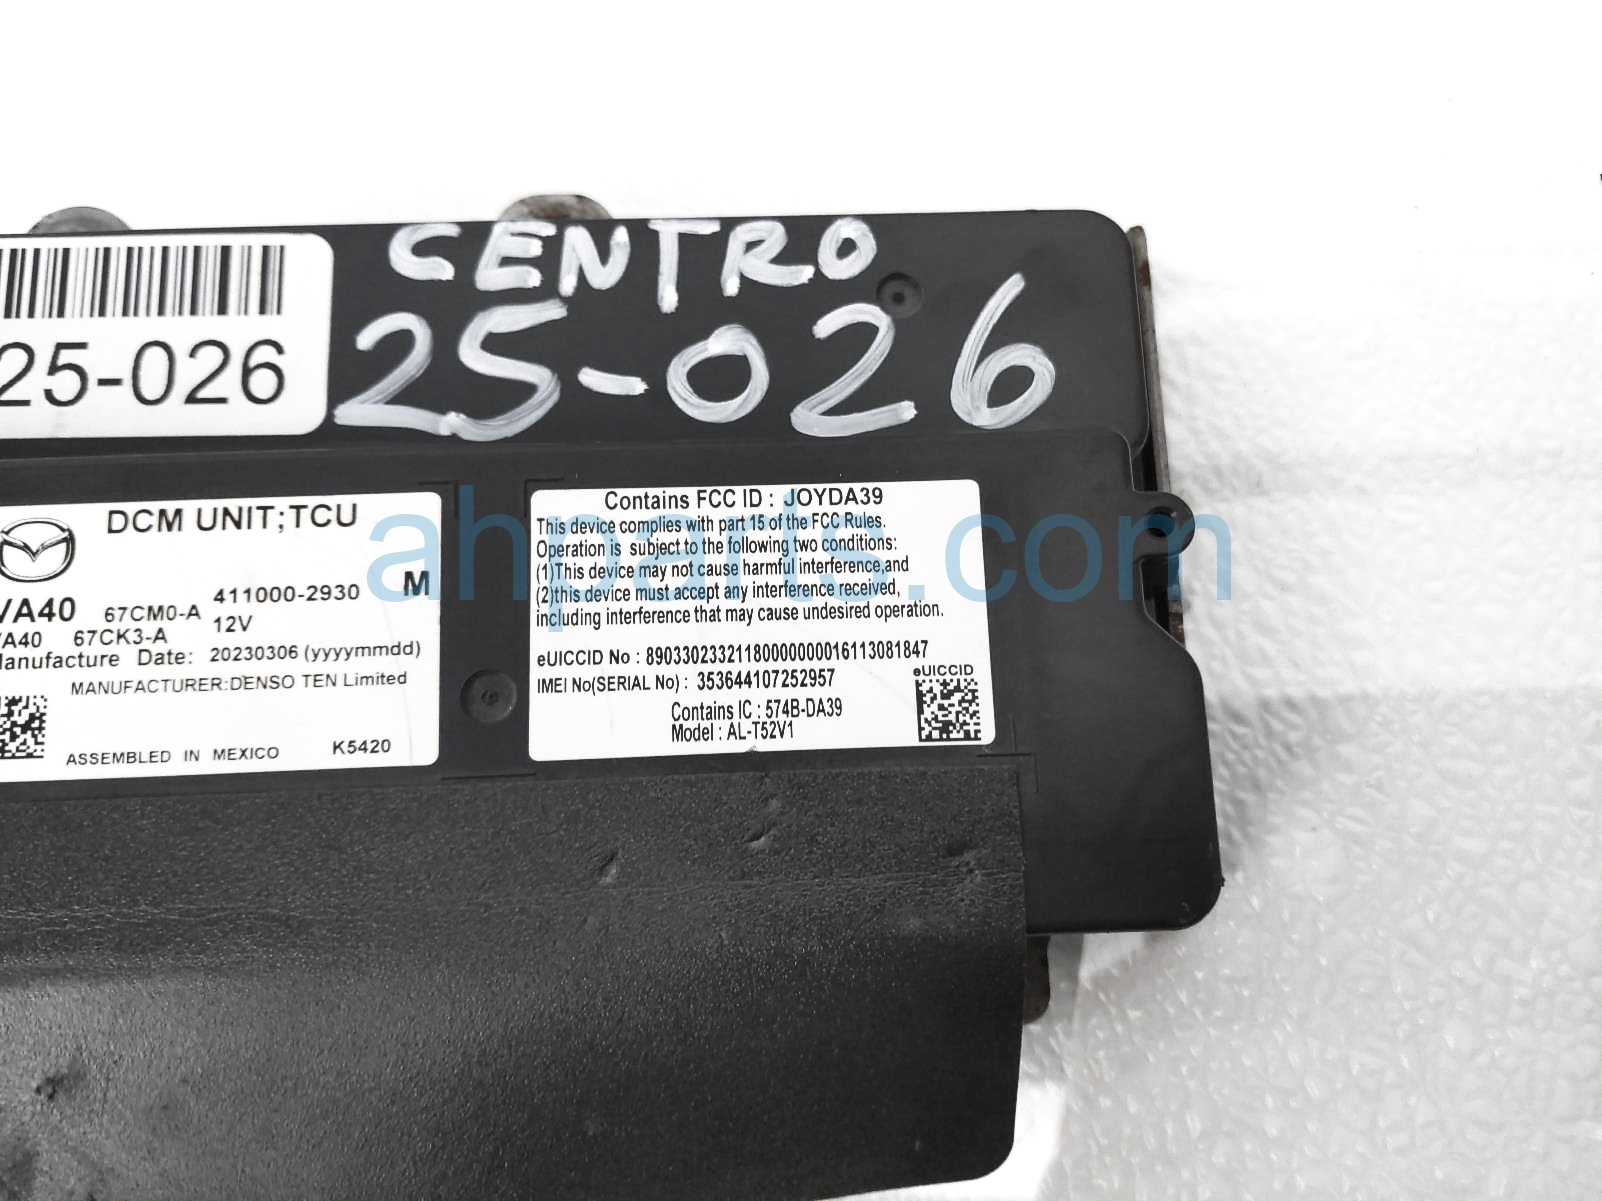 CENTRO
25-026
25-026
DCM UNIT;TCU
VA40 67CM0-A 411000-2930 M
VA40 67CK3-A 12V
Manufacture Date: 20230306 (yyyymmdd)
MANUFACTURER:DENSO TEN Limited
ASSEMBLED IN MEXICO K5420
Contains FCC ID : JOYDA39
This device complies with part 15 of the FCC Rules.
Operation is subject to the following two conditions:
(1)This device may not cause harmful interference,and
(2)this device must accept any interference received,
including interference that may cause undesired operation.
eUICCID No : 89033023321180000000016113081847
IMEI No(SERIAL No) : 353644107252957
eUICCID
Contains IC : 574B-DA39
Model : AL-T52V1
ahparts.com